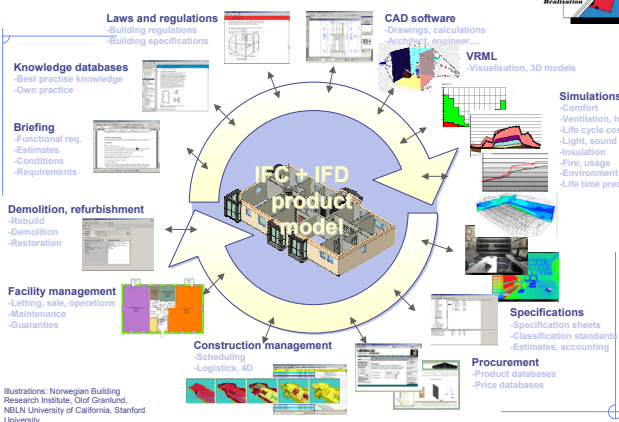 Realisation
Laws and regulations
-Building regulations
-Building specifications
CAD software
-Drawings, calculations
-Architect, engineer,...
VRML
-Visualisation, 3D models
Knowledge databases
-Best practise knowledge
-Own practice
Simulations
-Comfort
-Ventilation, h
-Life cycle cos
-Light, sound
-Insulation
-Fire, usage
-Environment
-Life time pred
Briefing
-Functional req.
-Estimates
-Conditions
-Requirements
IFC + IFD
product
model
Demolition, refurbishment
-Rebuild
-Demolition
-Restoration
Facility management
-Letting, sale, operations
-Maintenance
-Guaranties
Specifications
-Specification sheets
-Classification standards
-Estimates, accounting
Construction management
-Scheduling
-Logistics, 4D
Procurement
-Product databases
-Price databases
Illustrations: Norwegian Building
Research Institute, Olof Granlund,
NBLN University of California, Stanford
University